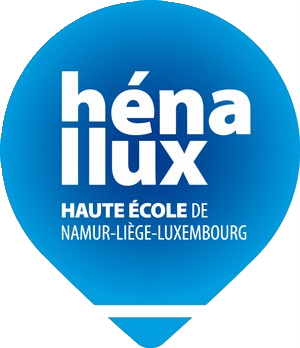 héna
llux
HAUTE ÉCOLE DE
NAMUR-LIÈGE-LUXEMBOURG